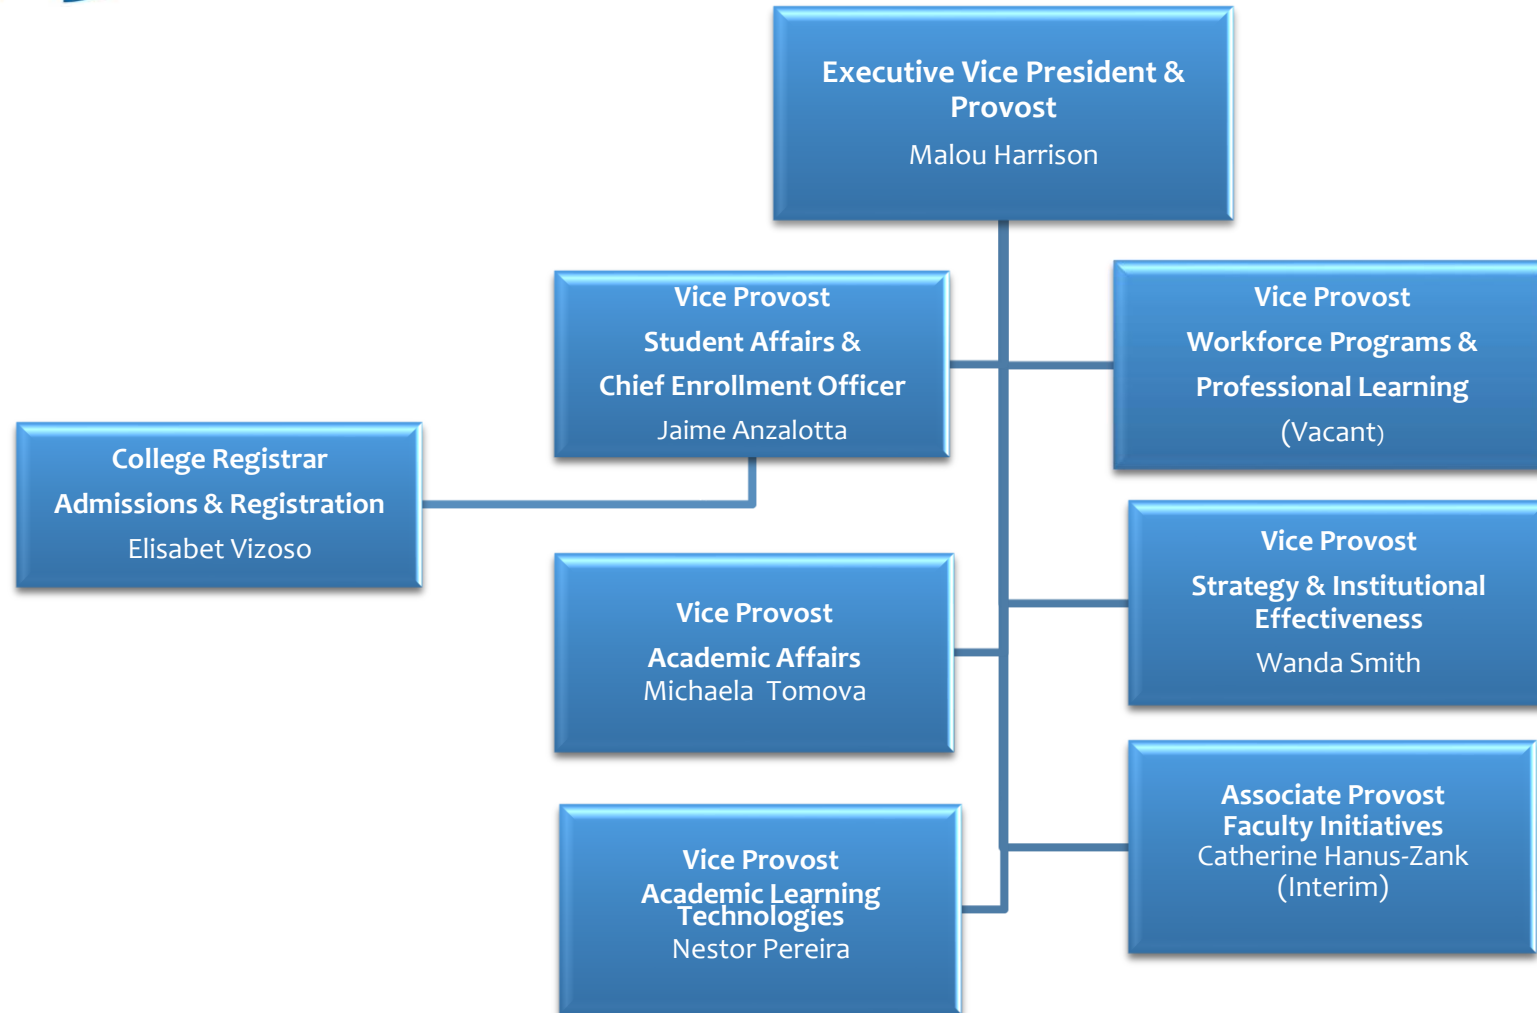 Executive Vice President &
Provost
Malou Harrison
Vice Provost
Student Affairs &
Chief Enrollment Officer
Jaime Anzalotta
Vice Provost
Workforce Programs &
Professional Learning
(Vacant)
College Registrar
Admissions & Registration
Elisabet Vizoso
Vice Provost
Strategy & Institutional
Effectiveness
Wanda Smith
Vice Provost
Academic Affairs
Michaela Tomova
Associate Provost
Faculty Initiatives
Catherine Hanus-Zank
(Interim)
Vice Provost
Academic Learning
Technologies
Nestor Pereira